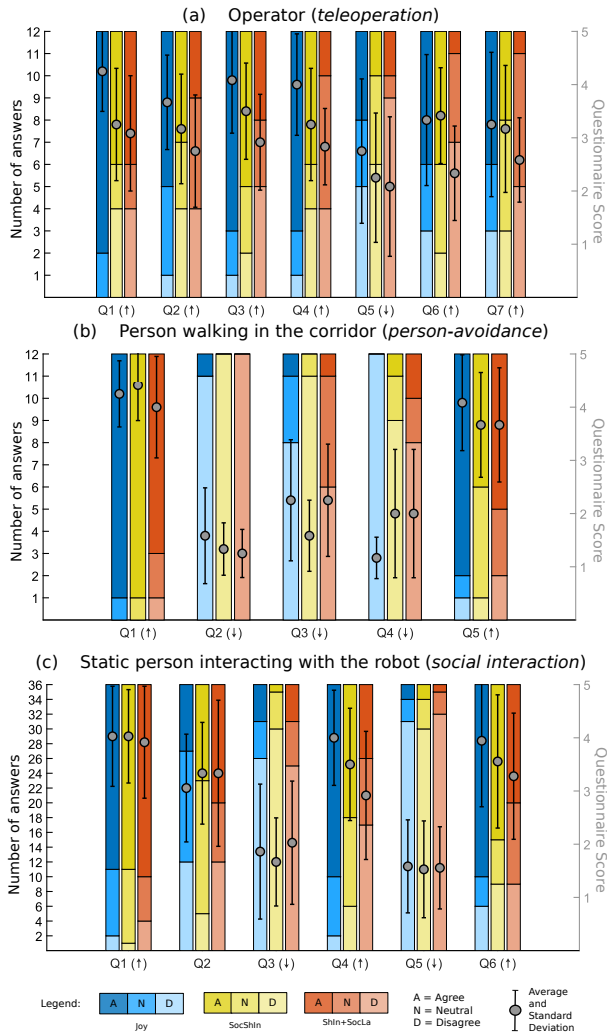 (a) Operator (teleoperation)
12
11
10
9
8
7
6
5
4
3
2
1
Number of answers
5
4
3
2
1
Questionnaire Score
Q1 (↑) Q2 (↑) Q3 (↑) Q4 (↑) Q5 (↓) Q6 (↑) Q7 (↑)
(b) Person walking in the corridor (person-avoidance)
12
11
10
9
8
7
6
5
4
3
2
1
Number of answers
5
4
3
2
1
Questionnaire Score
Q1 (↑) Q2 (↓) Q3 (↓) Q4 (↓) Q5 (↑)
(c) Static person interacting with the robot (social interaction)
36
34
32
30
28
26
24
22
20
18
16
14
12
10
8
6
4
2
Number of answers
5
4
3
2
1
Questionnaire Score
Q1 (↑) Q2 Q3 (↓) Q4 (↑) Q5 (↓) Q6 (↑)
Legend:
A N D
Joy
A N D
SocShIn
A N D
ShIn+SocLa
A = Agree
N = Neutral
D = Disagree
Average
and
Standard
Deviation